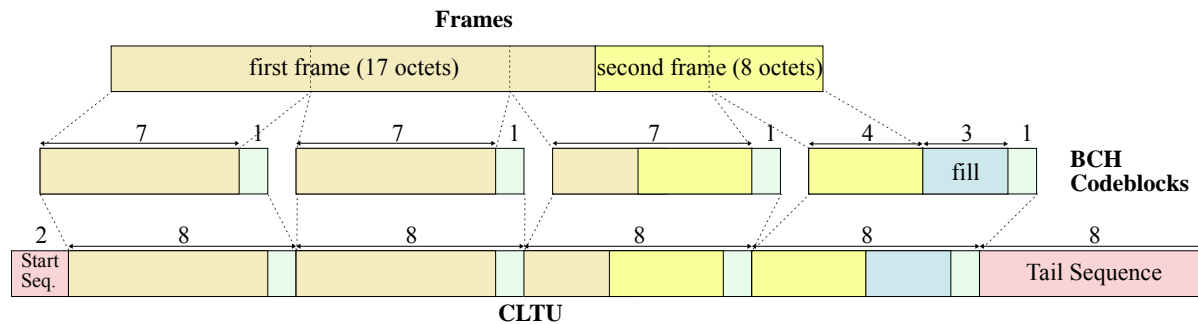 Frames
first frame (17 octets) second frame (8 octets)
7 1 7 1 7 1 4 3 1
fill
BCH
Codeblocks
2 8 8 8 8 8
Start
Seq.
Tail Sequence
CLTU